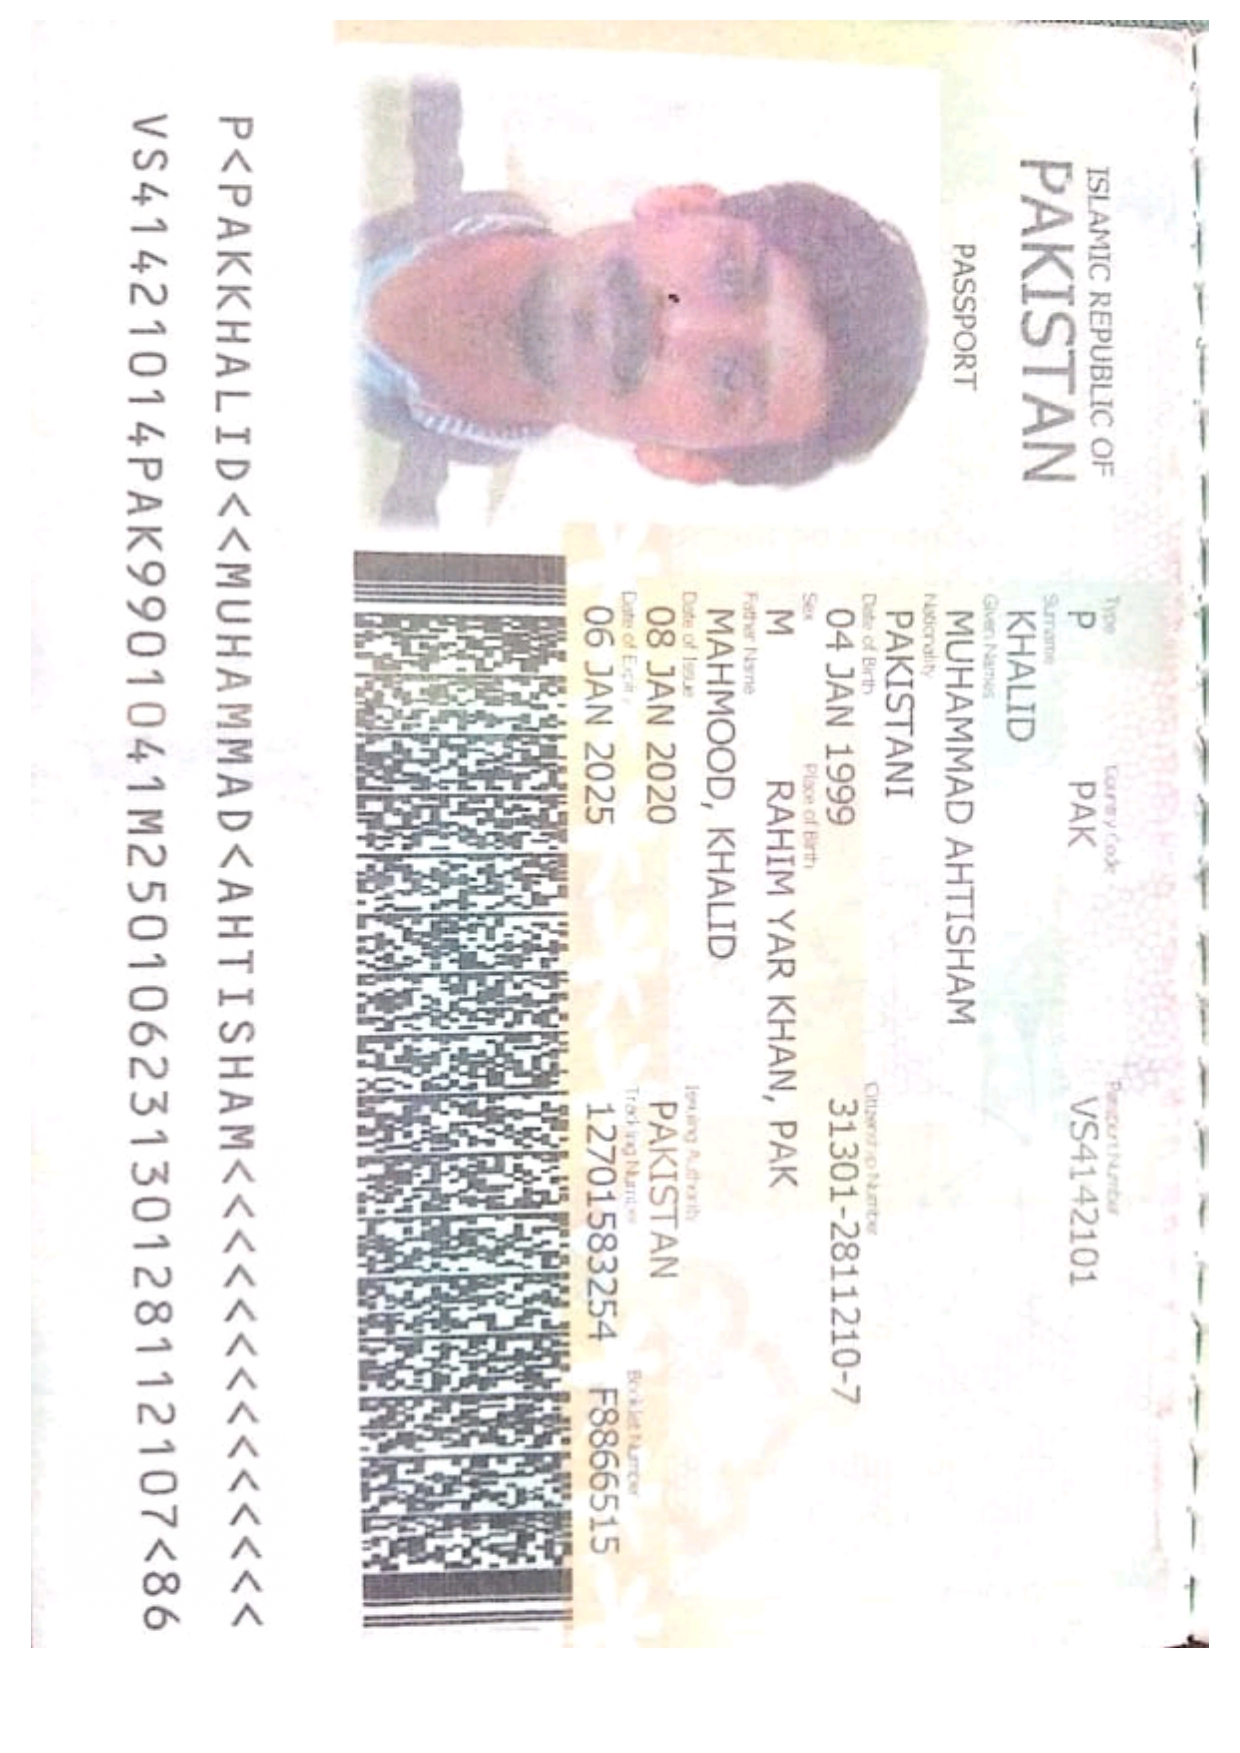 ISLAMIC REPUBLIC OF
PAKISTAN
PASSPORT
Type Country Code Passport Number
P PAK VS4142101
Surname
KHALID
Given Names
MUHAMMAD AHTISHAM
Nationality
PAKISTANI
Date of Birth Citizenship Number
04 JAN 1999 31301-2811210-7
Sex Place of Birth
M RAHIM YAR KHAN, PAK
Father Name
MAHMOOD, KHALID
Date of Issue Issuing Authority
08 JAN 2020 PAKISTAN
Date of Expiry Tracking Number Booklet Number
06 JAN 2025 12701583254 F8866515
P<PAKKHALID<<MUHAMMAD<AHTISHAM<<<<<<<<<<<<<<
VS41421014PAK9901041M25010623130128112107<86